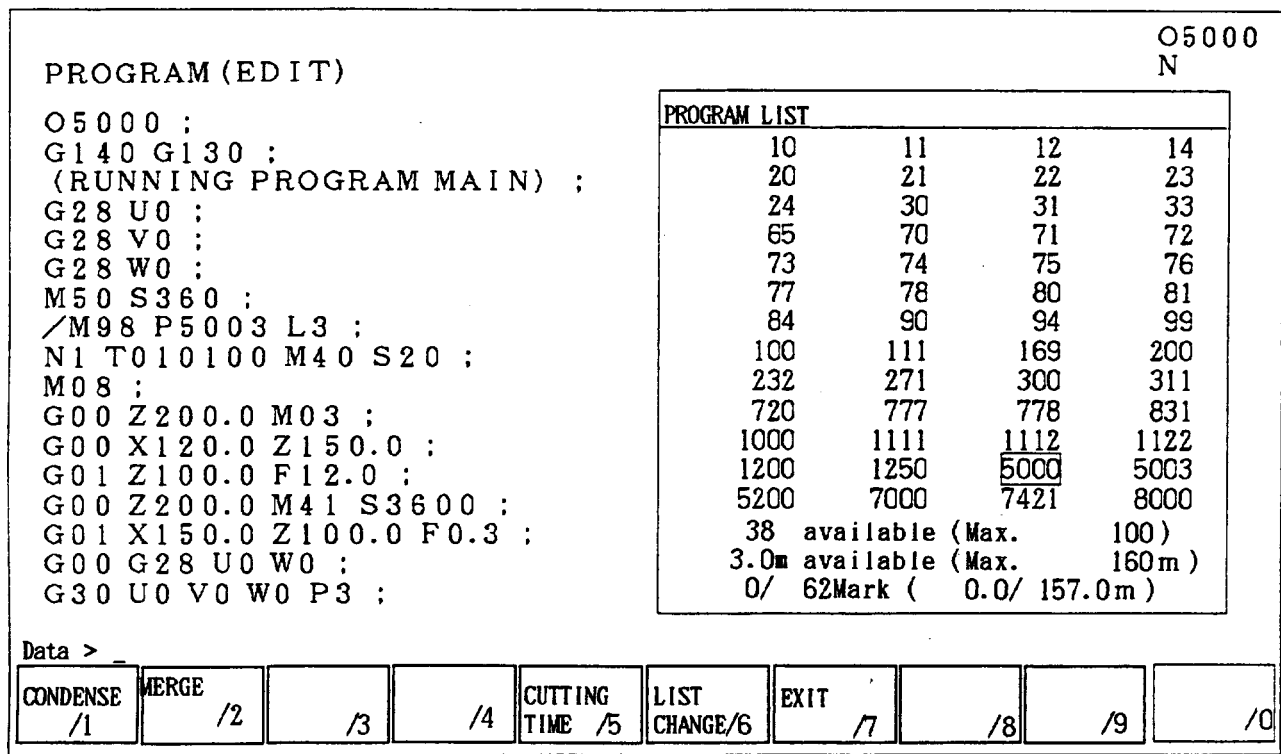 O5000
N
PROGRAM (EDIT)
O5000 ;
G140 G130 ;
(RUNNING PROGRAM MAIN) ;
G28 U0 ;
G28 V0 ;
G28 W0 ;
M50 S360 ;
/M98 P5003 L3 ;
N1 T010100 M40 S20 ;
M08 ;
G00 Z200.0 M03 ;
G00 X120.0 Z150.0 ;
G01 Z100.0 F12.0 ;
G00 Z200.0 M41 S3600 ;
G01 X150.0 Z100.0 F0.3 ;
G00 G28 U0 W0 ;
G30 U0 V0 W0 P3 ;
PROGRAM LIST
10 11 12 14
20 21 22 23
24 30 31 33
65 70 71 72
73 74 75 76
77 78 80 81
84 90 94 99
100 111 169 200
232 271 300 311
720 777 778 831
1000 1111 1112 1122
1200 1250 5000 5003
5200 7000 7421 8000
38 available (Max. 100)
3.0m available (Max. 160m)
0/ 62Mark ( 0.0/ 157.0m)
Data > _
CONDENSE /1
MERGE /2
/3
/4
CUTTING TIME /5
LIST CHANGE/6
EXIT /7
/8
/9
/0